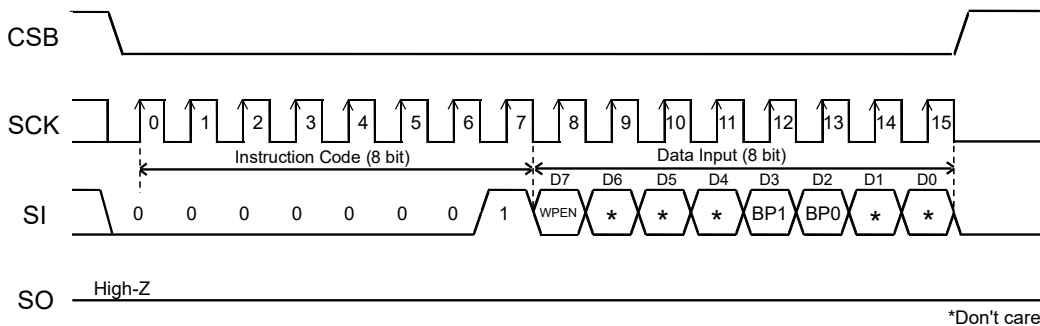 CSB
SCK 0 1 2 3 4 5 6 7 8 9 10 11 12 13 14 15
Instruction Code (8 bit) Data Input (8 bit)
D7 D6 D5 D4 D3 D2 D1 D0
SI 0 0 0 0 0 0 0 1 WPEN * * * BP1 BP0 * *
High-Z
SO
*Don't care